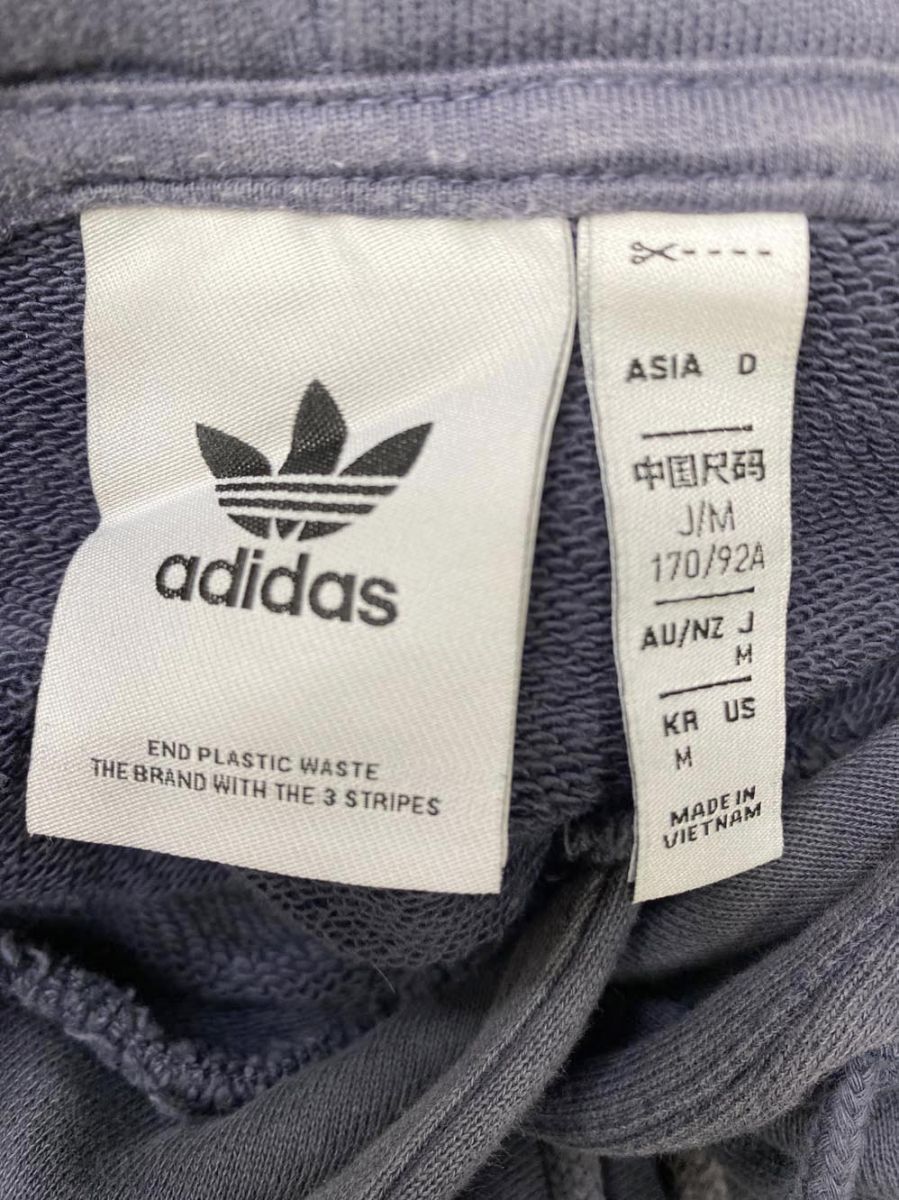 adidas
END PLASTIC WASTE
THE BRAND WITH THE 3 STRIPES
ASIA D
中国尺码
J/M
170/92A
AU/NZ J
M
KR US
M
MADE IN
VIETNAM